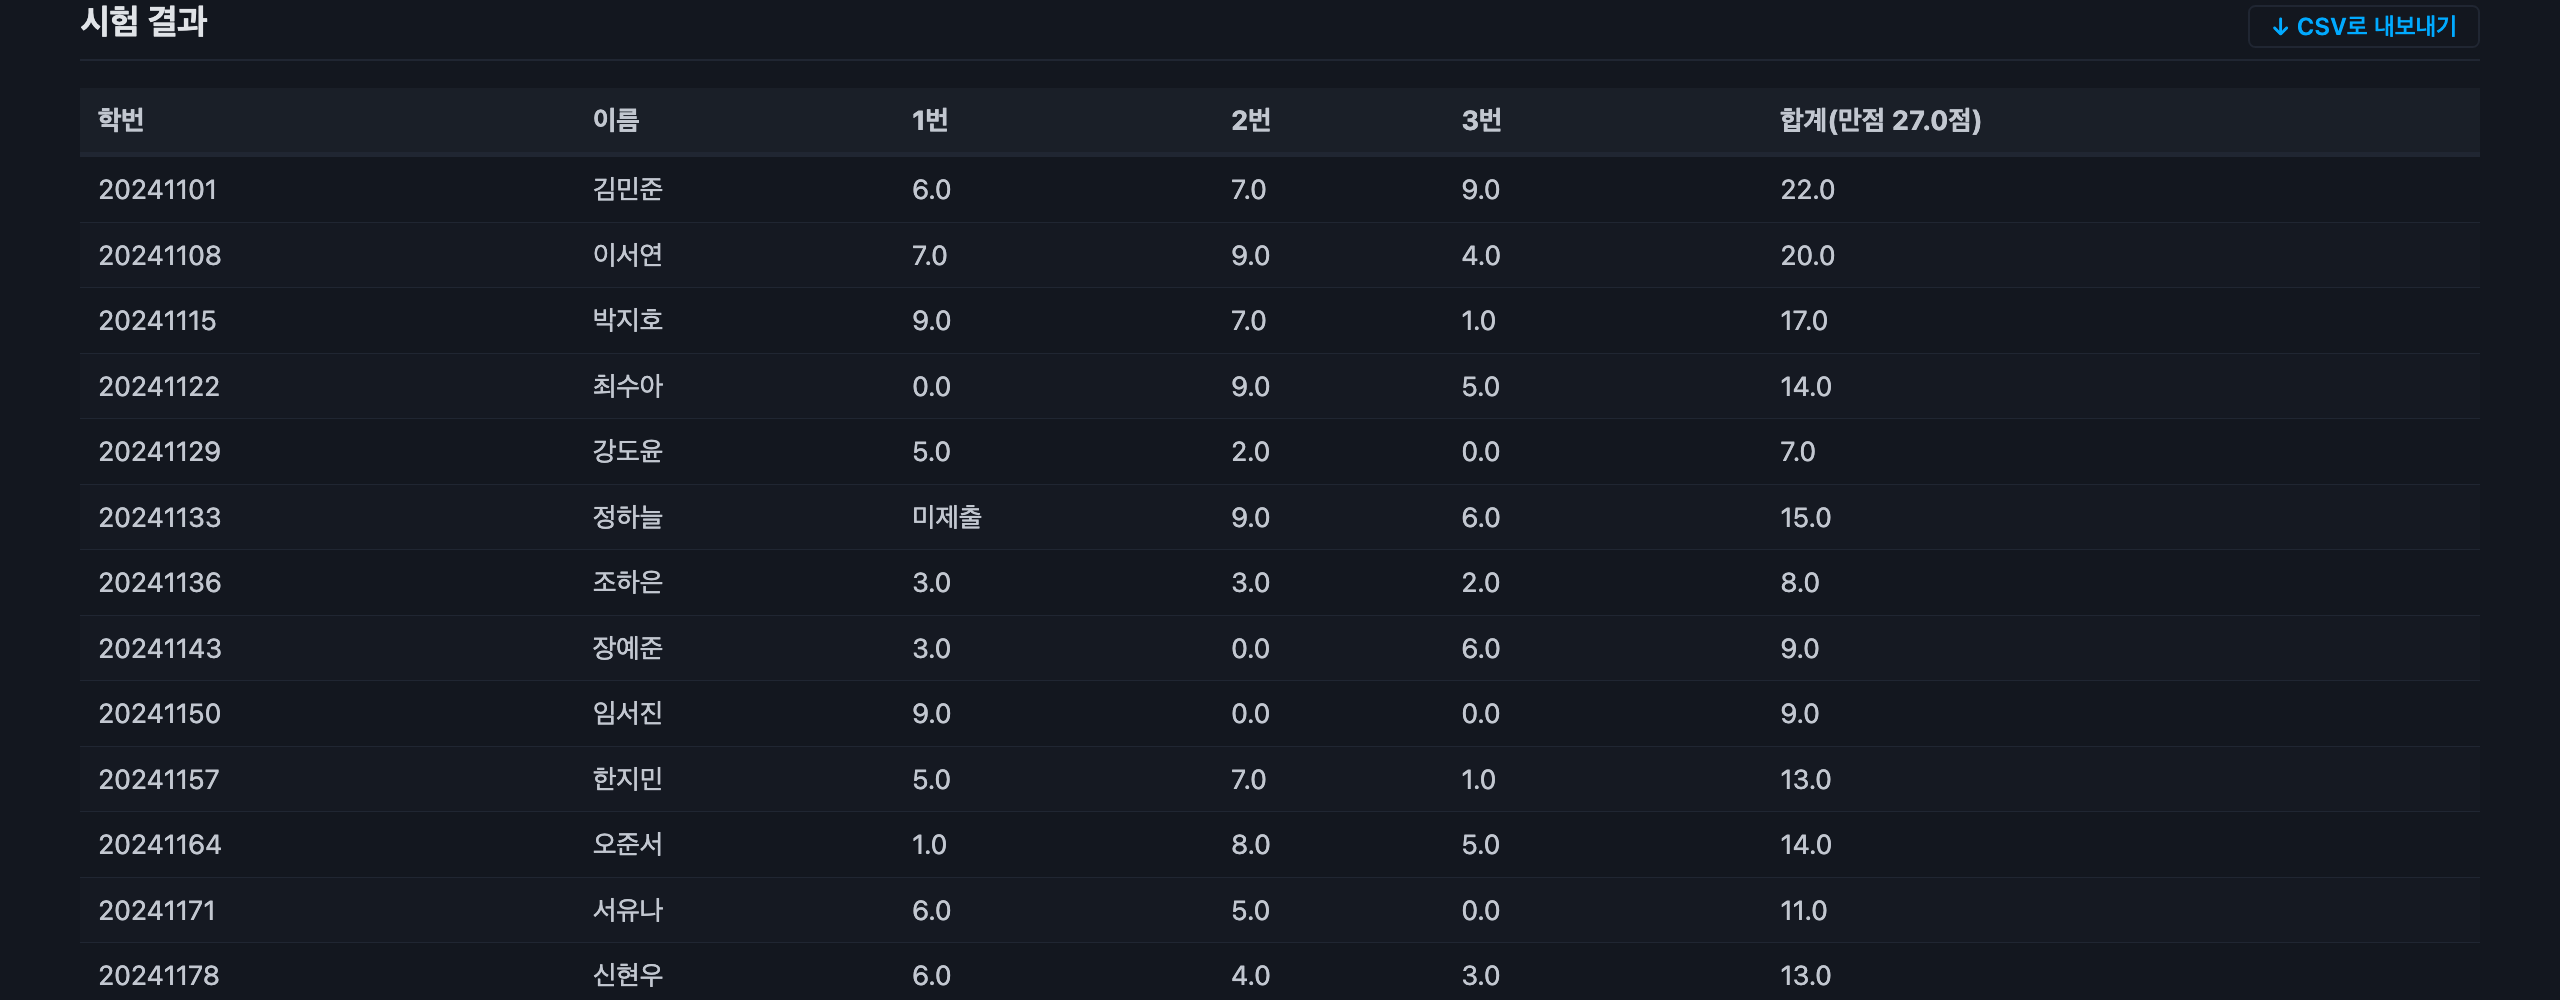 시험 결과
↓ CSV로 내보내기
학번 이름 1번 2번 3번 합계(만점 27.0점)
20241101 김민준 6.0 7.0 9.0 22.0
20241108 이서연 7.0 9.0 4.0 20.0
20241115 박지호 9.0 7.0 1.0 17.0
20241122 최수아 0.0 9.0 5.0 14.0
20241129 강도윤 5.0 2.0 0.0 7.0
20241133 정하늘 미제출 9.0 6.0 15.0
20241136 조하은 3.0 3.0 2.0 8.0
20241143 장예준 3.0 0.0 6.0 9.0
20241150 임서진 9.0 0.0 0.0 9.0
20241157 한지민 5.0 7.0 1.0 13.0
20241164 오준서 1.0 8.0 5.0 14.0
20241171 서유나 6.0 5.0 0.0 11.0
20241178 신현우 6.0 4.0 3.0 13.0